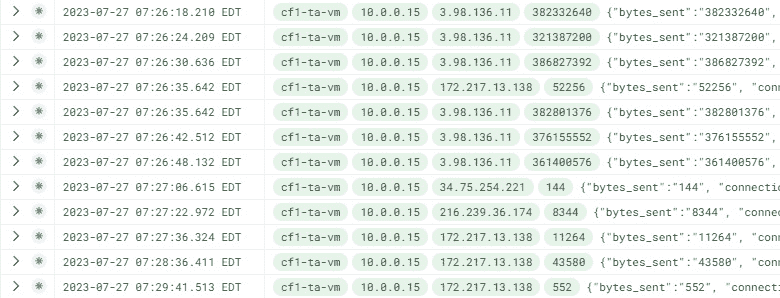 2023-07-27 07:26:18.210 EDT cf1-ta-vm 10.0.0.15 3.98.136.11 382332640 {"bytes_sent":"382332640",
2023-07-27 07:26:24.209 EDT cf1-ta-vm 10.0.0.15 3.98.136.11 321387200 {"bytes_sent":"321387200",
2023-07-27 07:26:30.636 EDT cf1-ta-vm 10.0.0.15 3.98.136.11 386827392 {"bytes_sent":"386827392",
2023-07-27 07:26:35.642 EDT cf1-ta-vm 10.0.0.15 172.217.13.138 52256 {"bytes_sent":"52256", "conn
2023-07-27 07:26:35.642 EDT cf1-ta-vm 10.0.0.15 3.98.136.11 382801376 {"bytes_sent":"382801376",
2023-07-27 07:26:42.512 EDT cf1-ta-vm 10.0.0.15 3.98.136.11 376155552 {"bytes_sent":"376155552",
2023-07-27 07:26:48.132 EDT cf1-ta-vm 10.0.0.15 3.98.136.11 361400576 {"bytes_sent":"361400576",
2023-07-27 07:27:06.615 EDT cf1-ta-vm 10.0.0.15 34.75.254.221 144 {"bytes_sent":"144", "connectio
2023-07-27 07:27:22.972 EDT cf1-ta-vm 10.0.0.15 216.239.36.174 8344 {"bytes_sent":"8344", "connec
2023-07-27 07:27:36.324 EDT cf1-ta-vm 10.0.0.15 172.217.13.138 11264 {"bytes_sent":"11264", "conn
2023-07-27 07:28:36.411 EDT cf1-ta-vm 10.0.0.15 172.217.13.138 43580 {"bytes_sent":"43580", "conn
2023-07-27 07:29:41.513 EDT cf1-ta-vm 10.0.0.15 172.217.13.138 552 {"bytes_sent":"552", "connecti